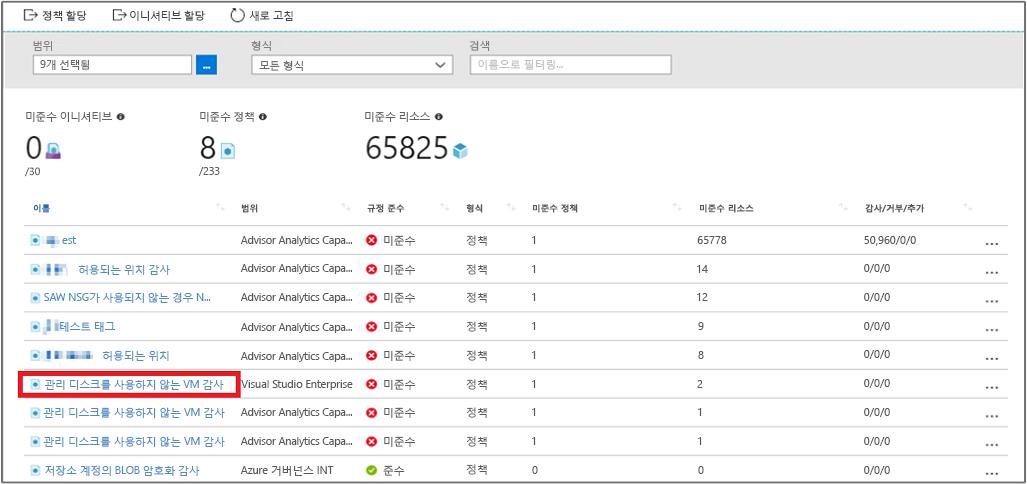 정책 할당 이니셔티브 할당 새로 고침
범위 형식 검색
9개 선택됨 ... 모든 형식 이름으로 필터링...
미준수 이니셔티브 미준수 정책 미준수 리소스
0 8 65825
/30 /233
이름 범위 규정 준수 형식 미준수 정책 미준수 리소스 감사/거부/추가
est Advisor Analytics Capa... 미준수 정책 1 65778 50,960/0/0 ...
허용되는 위치 감사 Advisor Analytics Capa... 미준수 정책 1 14 0/0/0 ...
SAW NSG가 사용되지 않는 경우 N... Advisor Analytics Capa... 미준수 정책 1 12 0/0/0 ...
테스트 태그 Advisor Analytics Capa... 미준수 정책 1 9 0/0/0 ...
허용되는 위치 Advisor Analytics Capa... 미준수 정책 1 8 0/0/0 ...
관리 디스크를 사용하지 않는 VM 감사 Visual Studio Enterprise 미준수 정책 1 2 0/0/0 ...
관리 디스크를 사용하지 않는 VM 감사 Advisor Analytics Capa... 미준수 정책 1 1 0/0/0 ...
관리 디스크를 사용하지 않는 VM 감사 Advisor Analytics Capa... 미준수 정책 1 1 0/0/0 ...
저장소 계정의 BLOB 암호화 감사 Azure 거버넌스 INT 준수 정책 0 0 0/0/0 ...